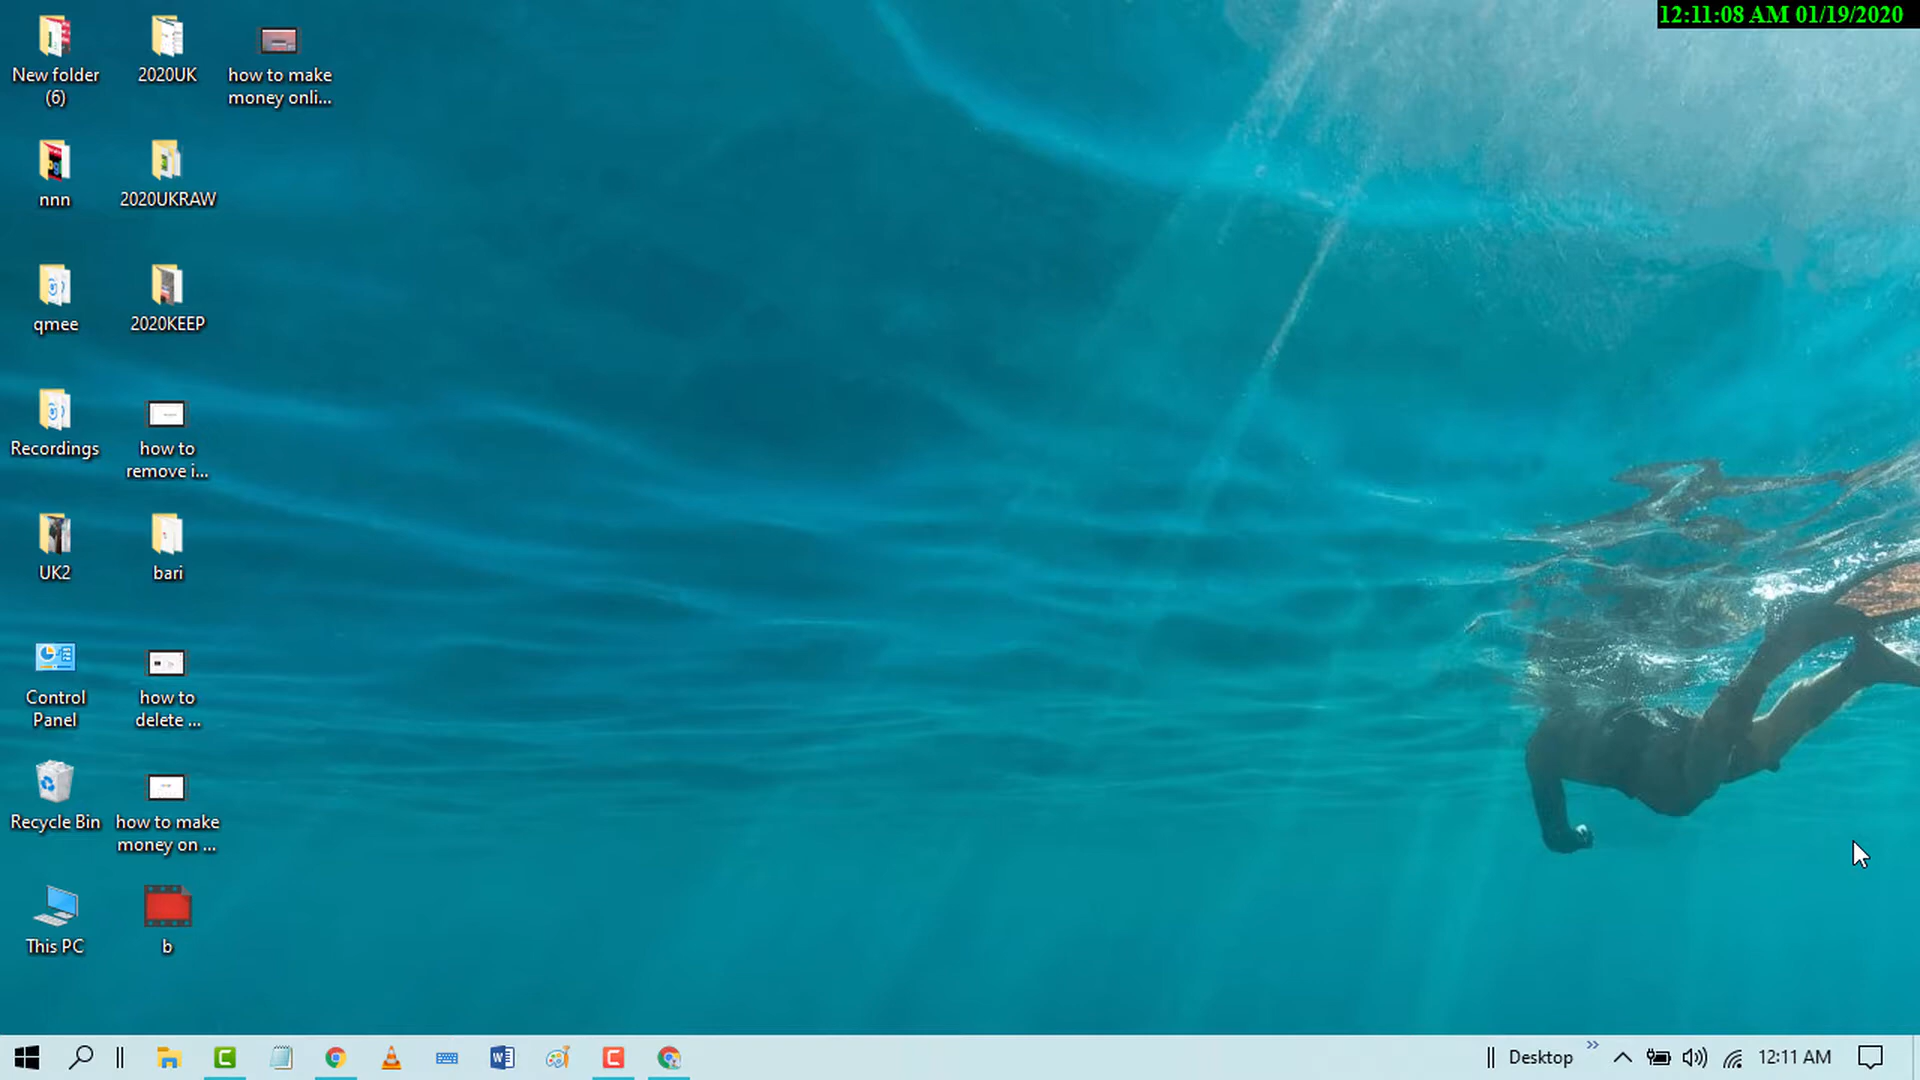 12:11:08 AM 01/19/2020
New folder
(6)
2020UK
how to make
money onli...
nnn
2020UKRAW
qmee
2020KEEP
Recordings
how to
remove i...
UK2
bari
Control
Panel
how to
delete ...
Recycle Bin
how to make
money on ...
This PC
b
Desktop
12:11 AM